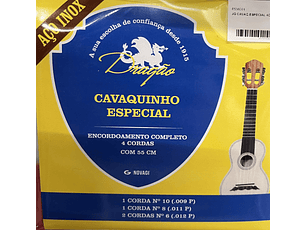 AÇO INOX
A sua escolha de confiança desde 1915
Dragão
CAVAQUINHO
ESPECIAL
ENCORDOAMENTO COMPLETO
4 CORDAS
COM 55 CM
G NOVAGI
1 CORDA Nº 10 (.009 P)
1 CORDA Nº 8 (.011 P)
2 CORDAS Nº 6 (.012 P)